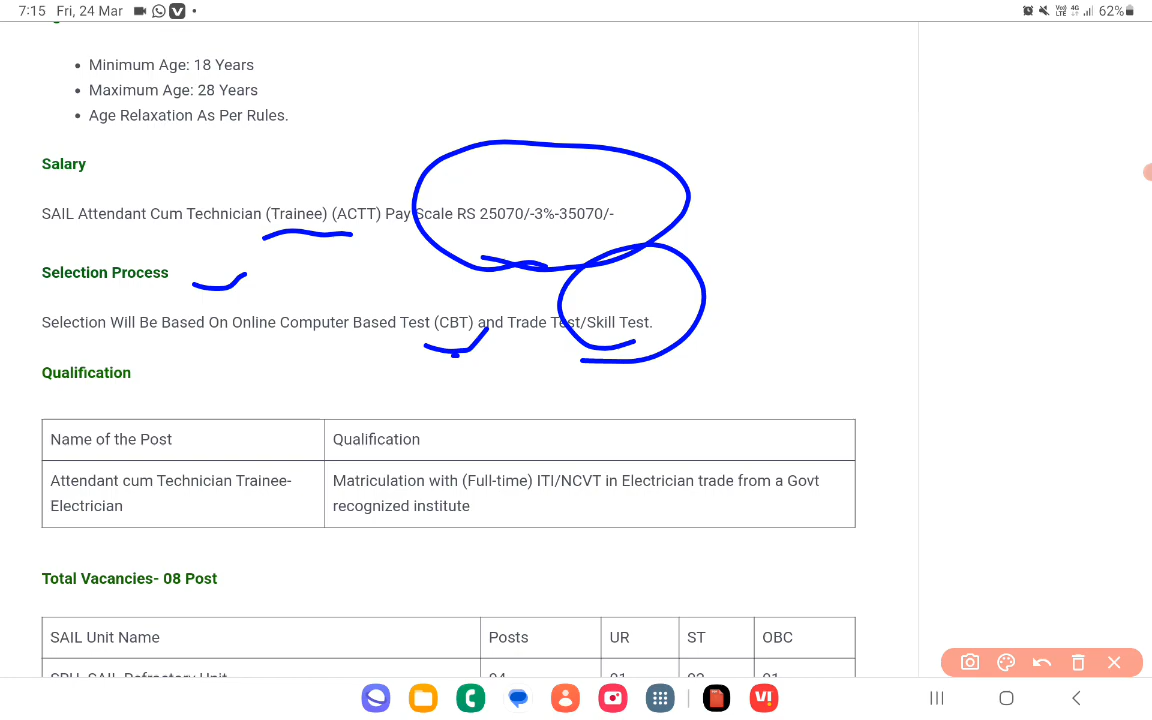 7:15 Fri, 24 Mar
62%
Minimum Age: 18 Years
Maximum Age: 28 Years
Age Relaxation As Per Rules.
Salary
SAIL Attendant Cum Technician (Trainee) (ACTT) Pay Scale RS 25070/-3%-35070/-
Selection Process
Selection Will Be Based On Online Computer Based Test (CBT) and Trade Test/Skill Test.
Qualification
Name of the Post Qualification
Attendant cum Technician Trainee- Matriculation with (Full-time) ITI/NCVT in Electrician trade from a Govt
Electrician recognized institute
Total Vacancies- 08 Post
SAIL Unit Name Posts UR ST OBC